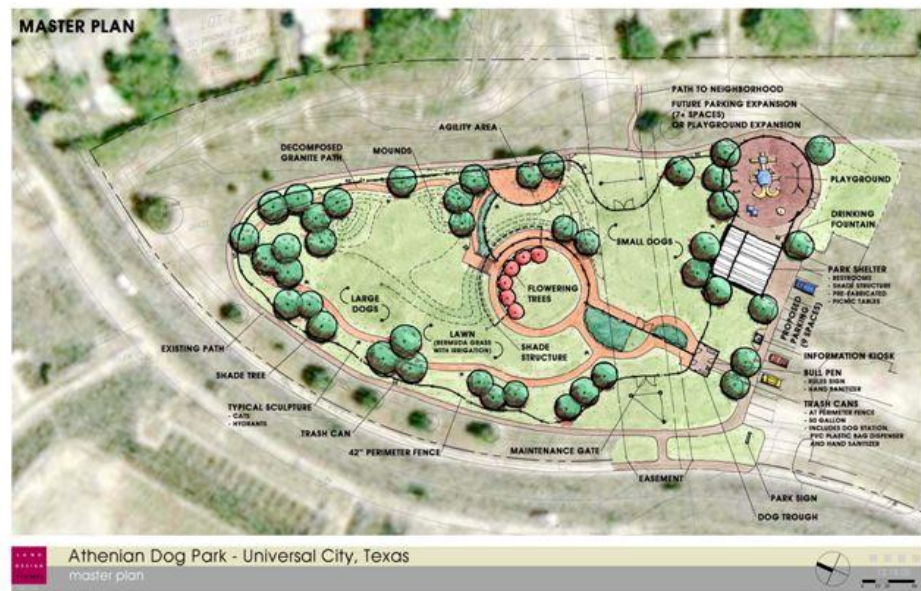 MASTER PLAN
PATH TO NEIGHBORHOOD
FUTURE PARKING EXPANSION
(7+ SPACES)
OR PLAYGROUND EXPANSION
AGILITY AREA
DECOMPOSED
GRANITE PATH
MOUNDS
PLAYGROUND
DRINKING
FOUNTAIN
SMALL DOGS
PARK SHELTER
- RESTROOMS
- SHADE STRUCTURE
- PRE-FABRICATED
- PICNIC TABLES
FLOWERING
TREES
LARGE
DOGS
PROPOSED
PARKING
(9 SPACES)
LAWN
(BERMUDA GRASS
WITH IRRIGATION)
SHADE
STRUCTURE
EXISTING PATH
INFORMATION KIOSK
SHADE TREE
BULL PEN
- RULES SIGN
- HAND SANITIZER
TYPICAL SCULPTURE
- CATS
- HYDRANTS
TRASH CANS
- AT PERIMETER FENCE
- 50 GALLON
- INCLUDES DOG STATION,
PVC PLASTIC BAG DISPENSER
AND HAND SANITIZER
TRASH CAN
42" PERIMETER FENCE
MAINTENANCE GATE
EASEMENT
PARK SIGN
DOG TROUGH
LAND
DESIGN
Athenian Dog Park - Universal City, Texas
master plan